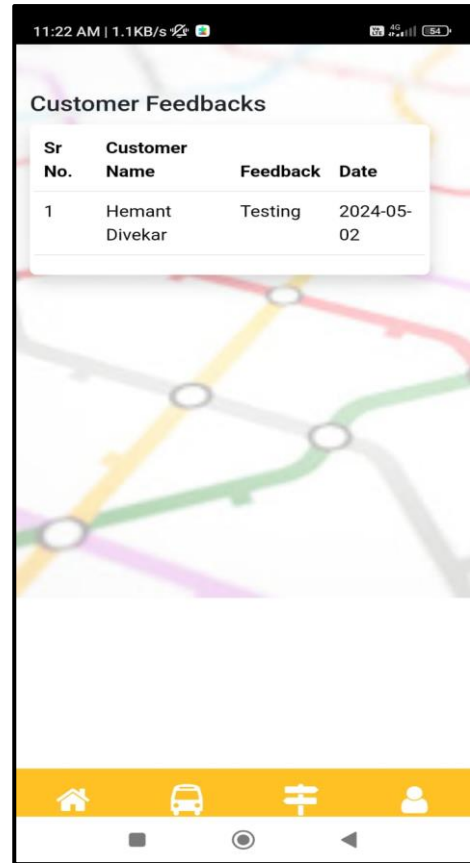 11:22 AM | 1.1KB/s
4G
54
Customer Feedbacks
Sr No.
Customer Name
Feedback
Date
1
Hemant Divekar
Testing
2024-05-02